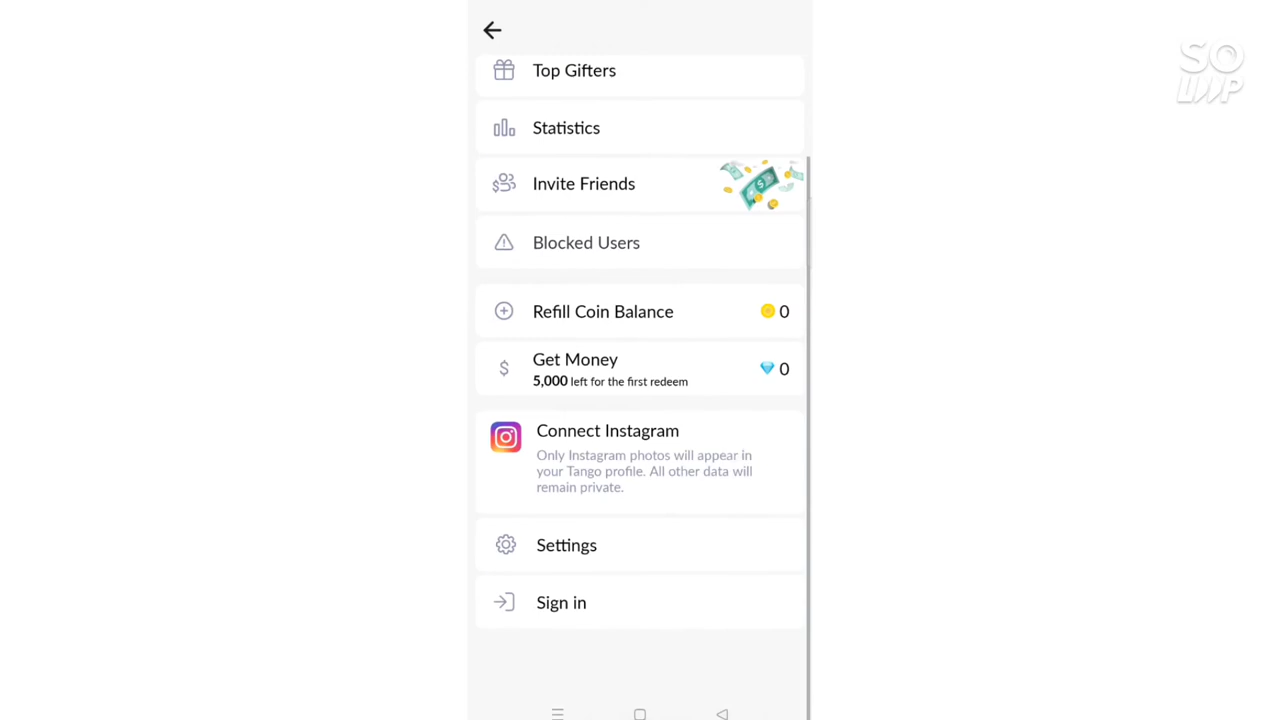 Top Gifters
Statistics
Invite Friends
Blocked Users
Refill Coin Balance 0
Get Money
5,000 left for the first redeem 0
Connect Instagram
Only Instagram photos will appear in
your Tango profile. All other data will
remain private.
Settings
Sign in